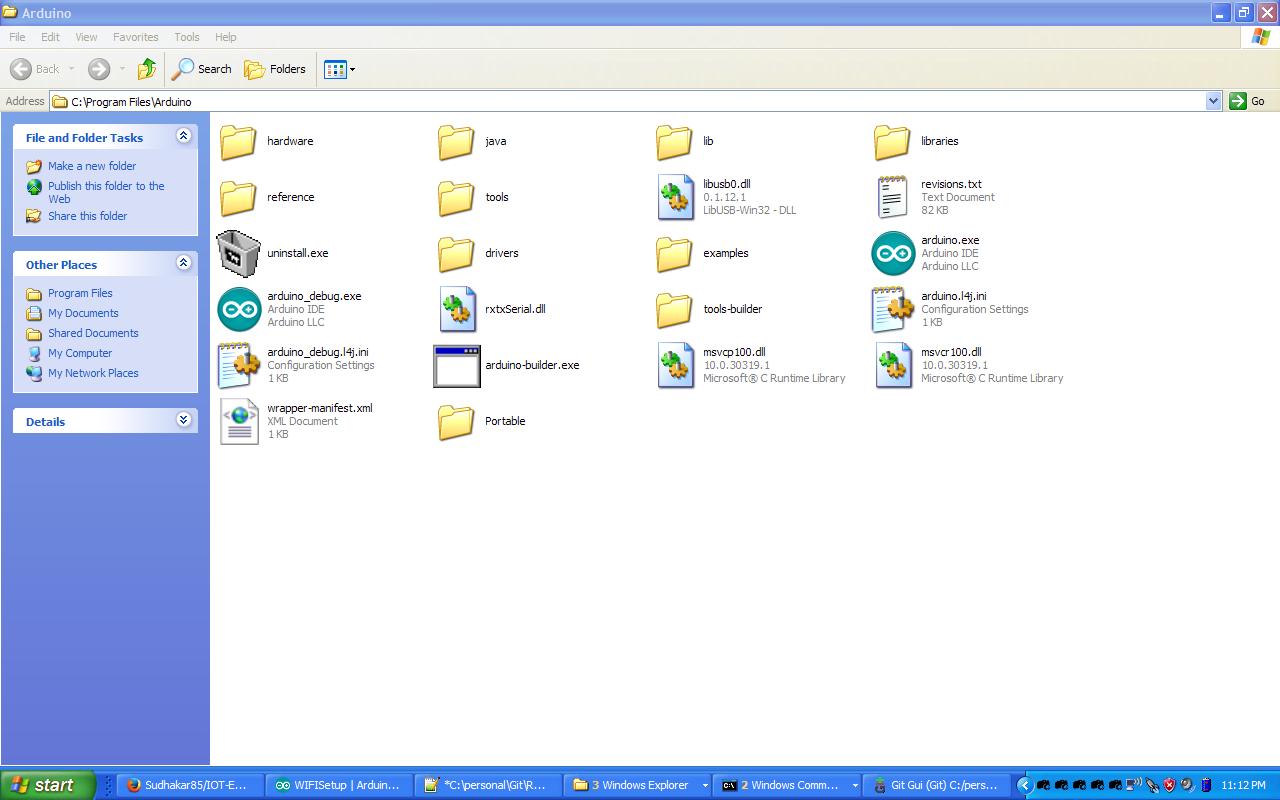 Arduino
File Edit View Favorites Tools Help
Back Search Folders
Address C:\Program Files\Arduino Go
File and Folder Tasks
Make a new folder
Publish this folder to the
Web
Share this folder
Other Places
Program Files
My Documents
Shared Documents
My Computer
My Network Places
Details
hardware
java
lib
libraries
reference
tools
libusb0.dll
0.1.12.1
LibUSB-Win32 - DLL
revisions.txt
Text Document
82 KB
uninstall.exe
drivers
examples
arduino.exe
Arduino IDE
Arduino LLC
arduino_debug.exe
Arduino IDE
Arduino LLC
rxtxSerial.dll
tools-builder
arduino.l4j.ini
Configuration Settings
1 KB
arduino_debug.l4j.ini
Configuration Settings
1 KB
arduino-builder.exe
msvcp100.dll
10.0.30319.1
Microsoft® C Runtime Library
msvcr100.dll
10.0.30319.1
Microsoft® C Runtime Library
wrapper-manifest.xml
XML Document
1 KB
Portable
start Sudhakar85/IOT-E... WIFISetup | Arduin... *C:\personal\Git\R... 3 Windows Explorer 2 Windows Comm... Git Gui (Git) C:/pers... 11:12 PM